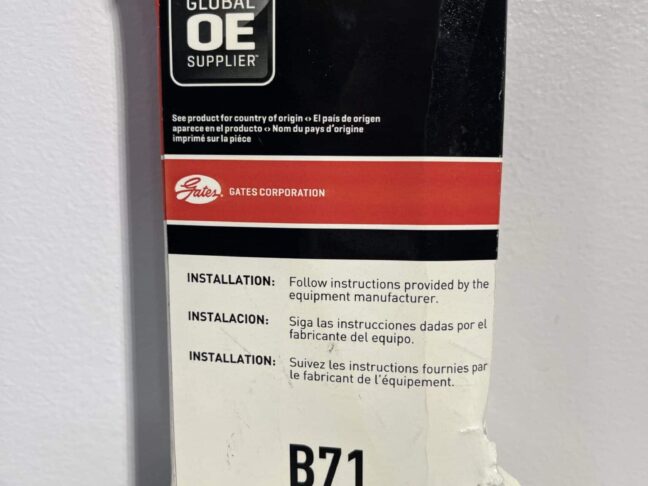 GLOBAL
OE
SUPPLIER™
See product for country of origin ‹› El país de origen
aparece en el producto ‹› Nom du pays d'origine
imprimé sur la piéce
Gates. GATES CORPORATION
INSTALLATION: Follow instructions provided by the
equipment manufacturer.
INSTALACION: Siga las instrucciones dadas por el
fabricante del equipo.
INSTALLATION: Suivez les instructions fournies par
le fabricant de l'équipement.
B71